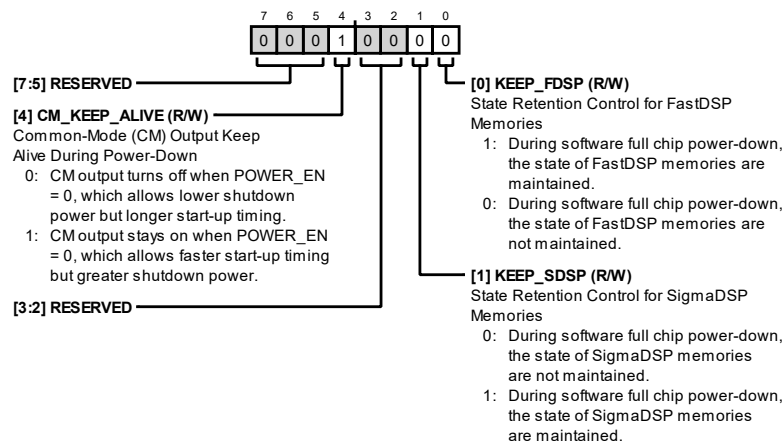 7 6 5 4 3 2 1 0
0 0 0 1 0 0 0 0
[7:5] RESERVED
[4] CM_KEEP_ALIVE (R/W)
Common-Mode (CM) Output Keep
Alive During Power-Down
0: CM output turns off when POWER_EN
= 0, which allows lower shutdown
power but longer start-up timing.
1: CM output stays on when POWER_EN
= 0, which allows faster start-up timing
but greater shutdown power.
[3:2] RESERVED
[0] KEEP_FDSP (R/W)
State Retention Control for FastDSP
Memories
1: During software full chip power-down,
the state of FastDSP memories are
maintained.
0: During software full chip power-down,
the state of FastDSP memories are
not maintained.
[1] KEEP_SDSP (R/W)
State Retention Control for SigmaDSP
Memories
0: During software full chip power-down,
the state of SigmaDSP memories
are not maintained.
1: During software full chip power-down,
the state of SigmaDSP memories
are maintained.